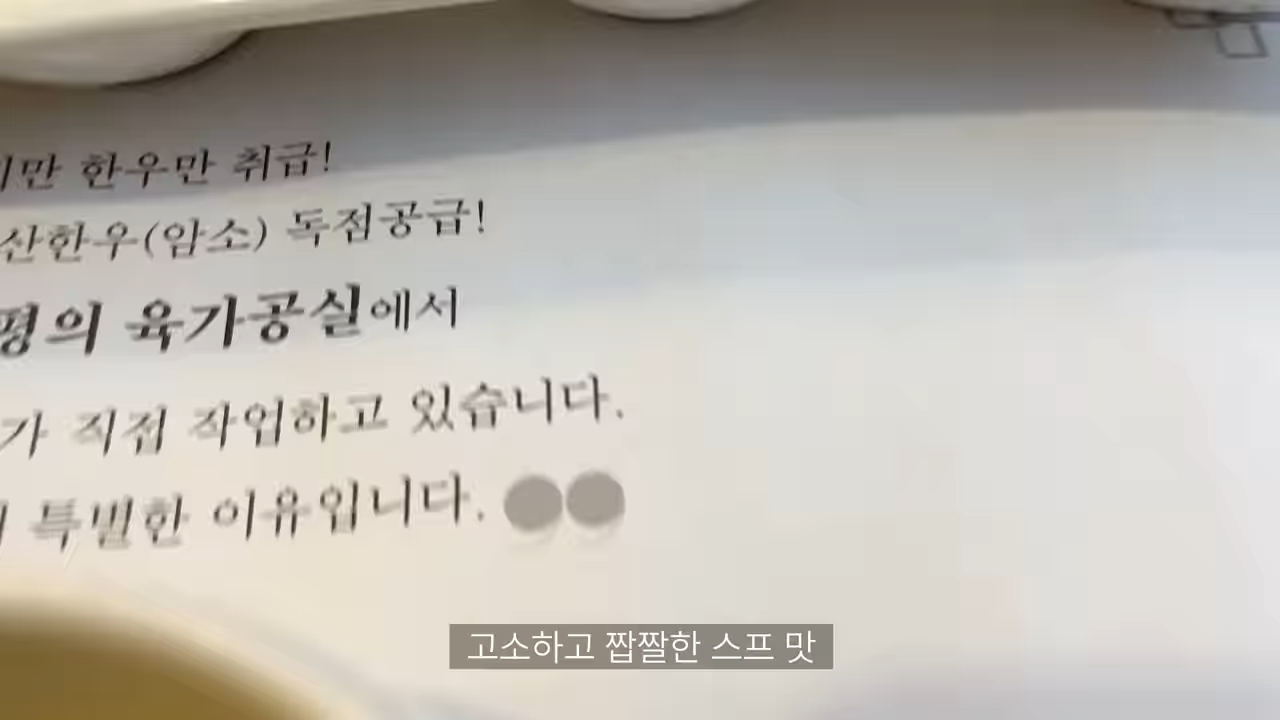 한우만 취급!
산한우(암소) 독점공급!
평의 육가공실에서
가 직접 작업하고 있습니다.
특별한 이유입니다.
고소하고 짭짤한 스프 맛